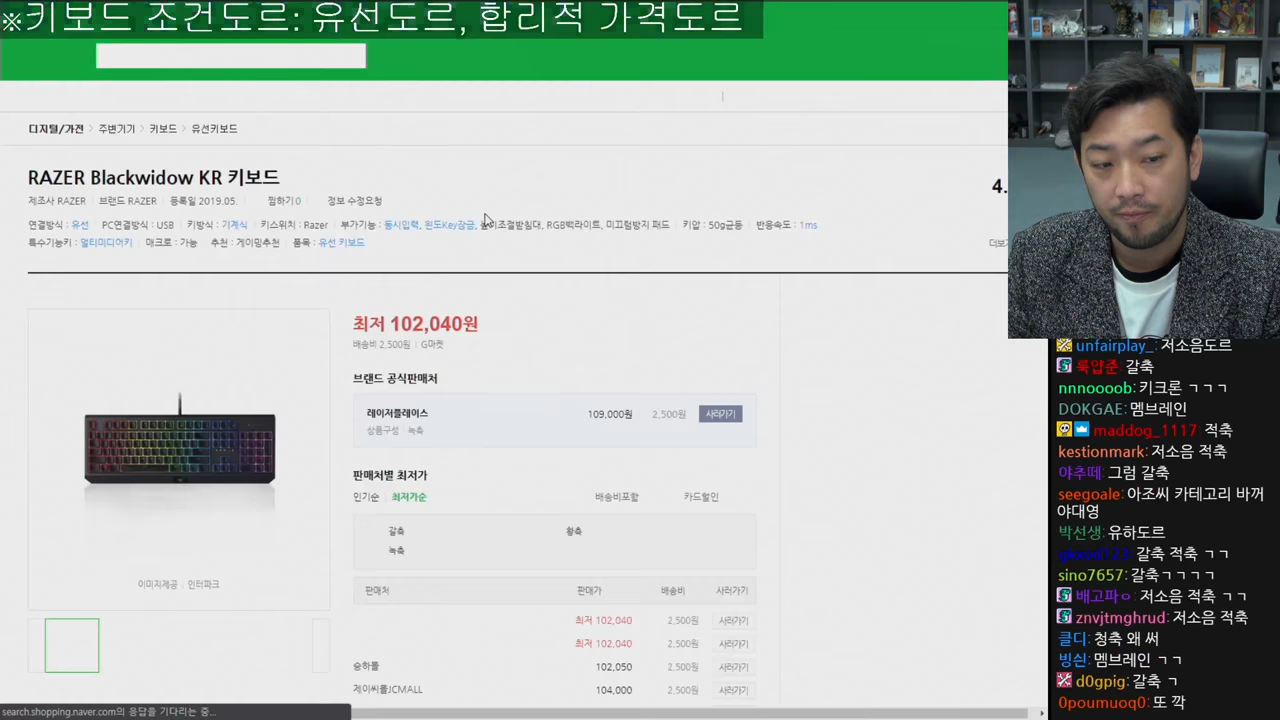 ※키보드 조건도르: 유선도르, 합리적 가격도르
디지털/가전 > 주변기기 > 키보드 > 유선키보드
RAZER Blackwidow KR 키보드
4.
제조사 RAZER 브랜드 RAZER 등록일 2019.05. 찜하기 0 정보 수정요청
연결방식 : 유선 PC연결방식 : USB 키방식 : 기계식 키스위치 : Razer 부가기능 : 동시입력, 윈도Key잠금, 높이조절받침대, RGB백라이트, 미끄럼방지 패드 키압 : 50g균등 반응속도 : 1ms
특수기능키 : 멀티미디어키 매크로 : 가능 추천 : 게이밍추천 품목 : 유선 키보드
더보기
최저 102,040원
배송비 2,500원 G마켓
브랜드 공식판매처
레이저플레이스 109,000원 2,500원 사러가기
상품구성 녹축
판매처별 최저가
인기순 최저가순 배송비포함 카드할인
갈축 황축
녹축
판매처 판매가 배송비 사러가기
최저 102,040 2,500원 사러가기
최저 102,040 2,500원 사러가기
승하몰 102,050 2,500원 사러가기
제이씨몰JCMALL 104,000 2,500원 사러가기
이미지제공 인터파크
search.shopping.naver.com의 응답을 기다리는 중...
unfairplay_: 저소음도르
룩얍준: 갈축
nnnoooob: 키크론 ㄱㄱㄱ
DOKGAE: 멤브레인
maddog_1117: 적축
kestionmark: 저소음 적축
야추떼: 그럼 갈축
seegoale: 아조씨 카테고리 바꺼
야대영
박선생: 유하도르
갈축 적축 ㄱㄱ
sino7657: 갈축ㄱㄱㄱㄱ
배고파ㅇ: 저소음 적축 ㄱㄱ
znvjtmghrud: 저소음 적축
클디: 청축 왜 써
빙쉰: 멤브레인 ㄱㄱ
d0gpig: 갈축 ㄱ
0poumuoq0: 또 깍